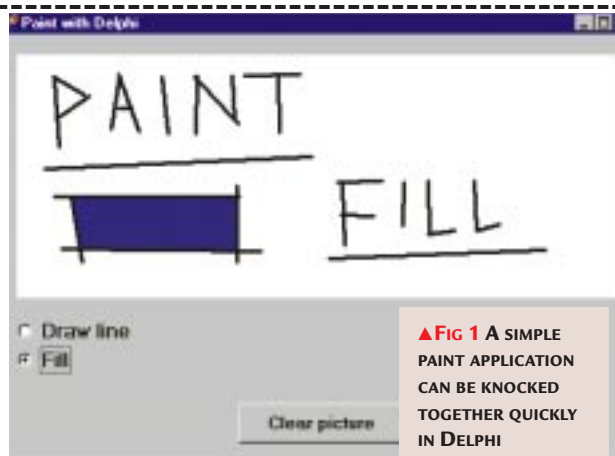 Paint with Delphi
PAINT
FILL
Draw line
Fill
Clear picture
▲FIG 1 A SIMPLE
PAINT APPLICATION
CAN BE KNOCKED
TOGETHER QUICKLY
IN DELPHI